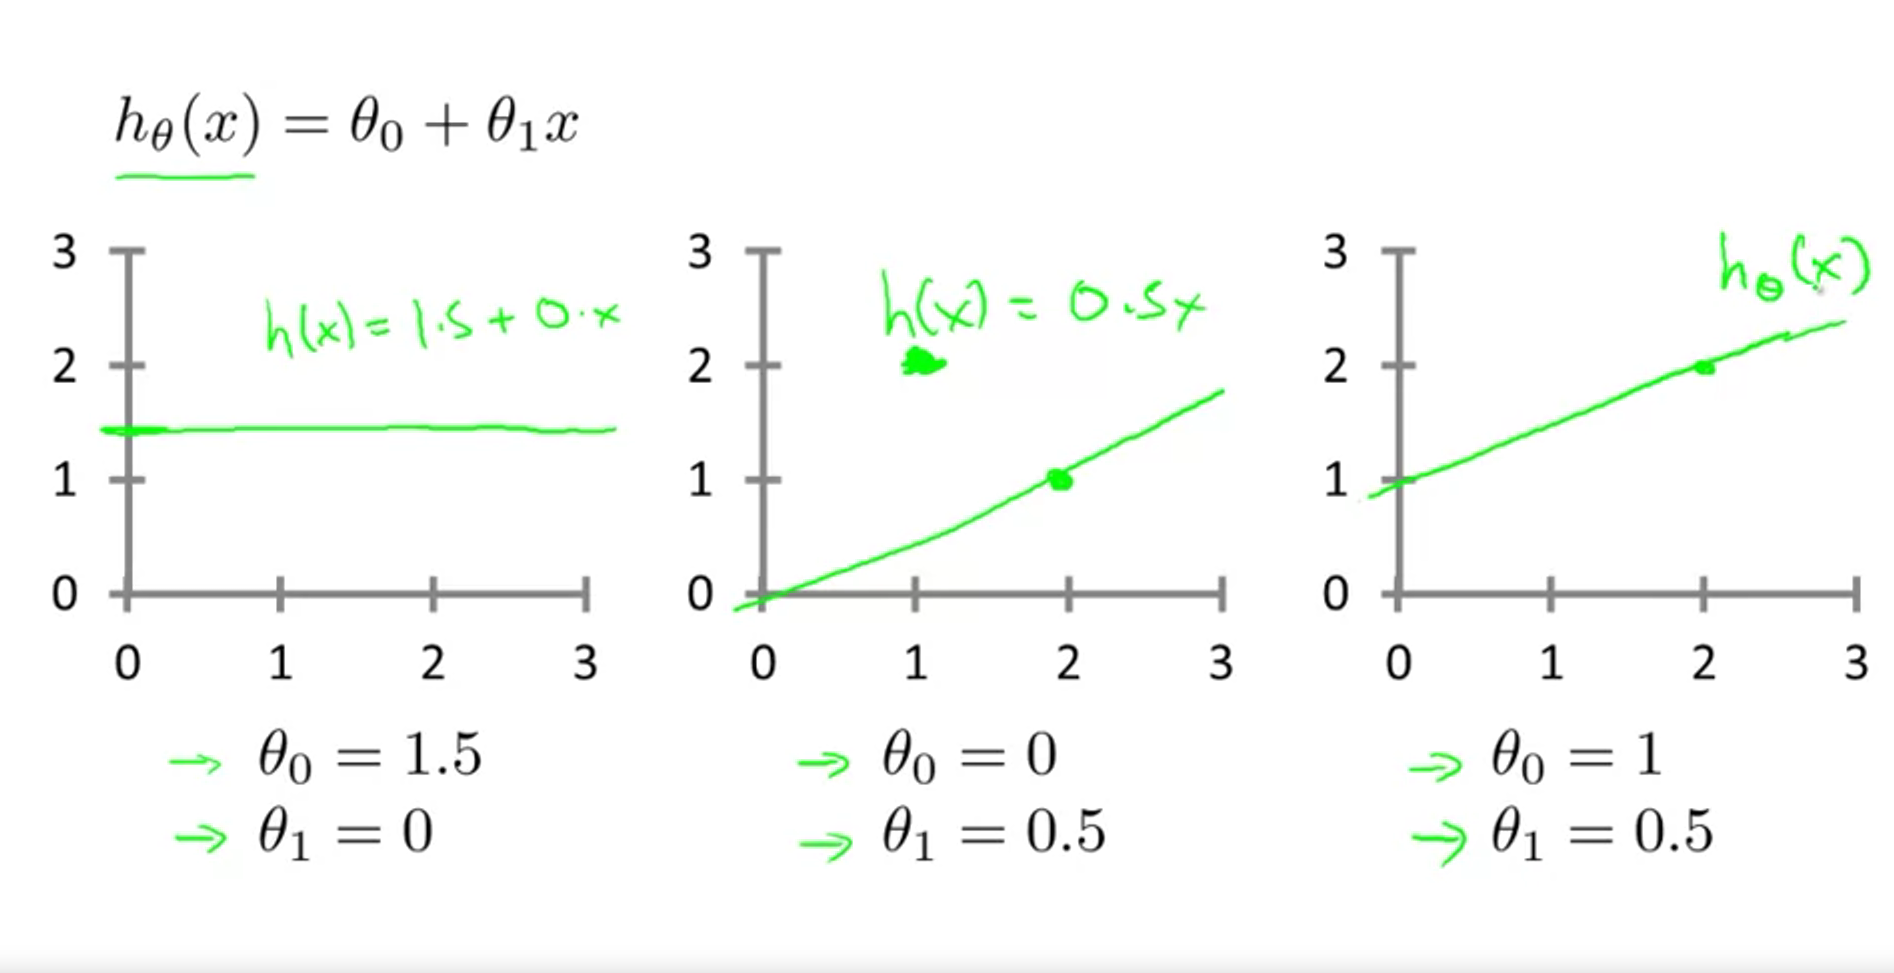 hθ(x) = θ0 + θ1x
3 3 3
h(x) = 1.5 + 0·x h(x) = 0.5x hθ(x)
2 2 2
1 1 1
0 0 0
0 1 2 3 0 1 2 3 0 1 2 3
→ θ0 = 1.5 → θ0 = 0 → θ0 = 1
→ θ1 = 0 → θ1 = 0.5 → θ1 = 0.5